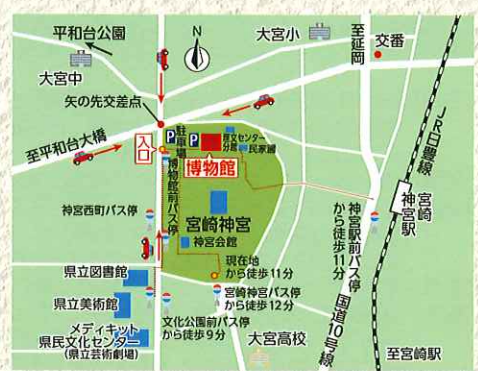 平和台公園
N
大宮小
至延岡
交番
大宮中
矢の先交差点
至平和台大橋
入口
P
駐車場
P
県文センター
分館
民家園
博物館
博物館前バス停
JR日豊線
宮崎
神宮駅
神宮西町バス停
宮崎神宮
神宮会館
神宮駅前バス停
から徒歩11分
国道10号線
現在地
から徒歩11分
県立図書館
宮崎神宮バス停
から徒歩12分
県立美術館
メディキット
県民文化センター
(県立芸術劇場)
文化公園前バス停
から徒歩9分
大宮高校
至宮崎駅